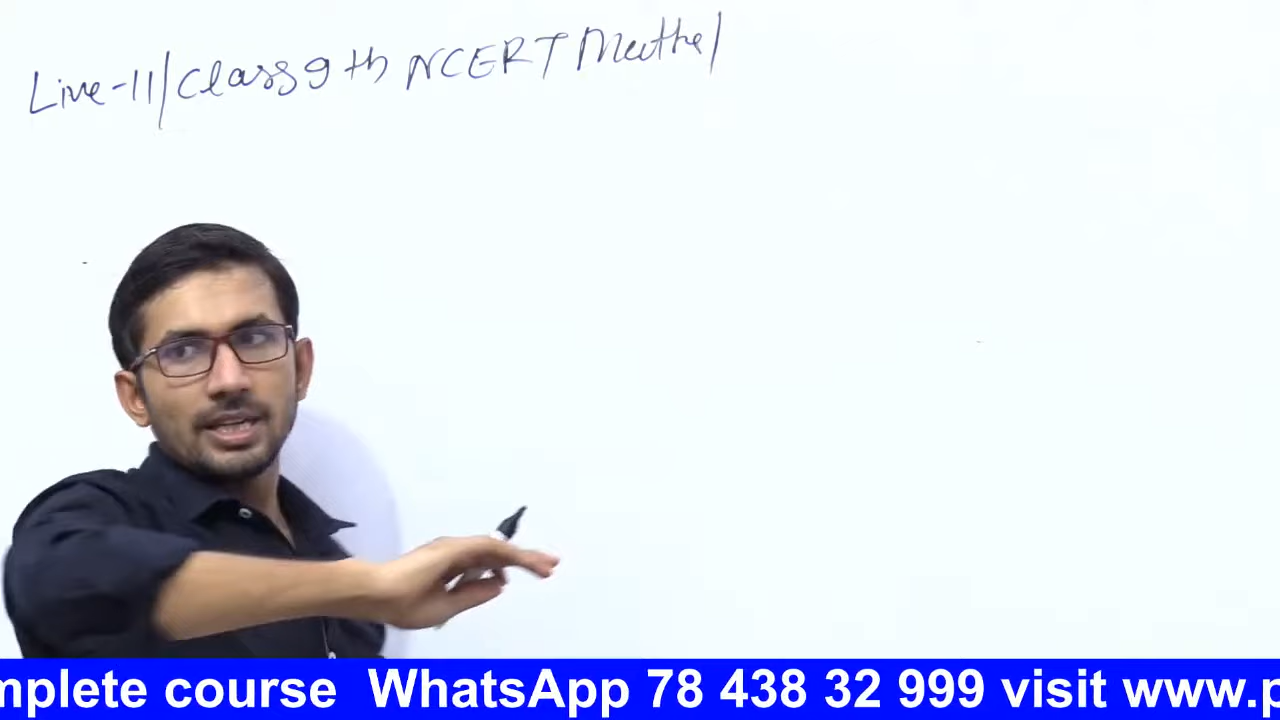 Live-11/Class 9th NCERT Maths/
mplete course WhatsApp 78 438 32 999 visit www.p